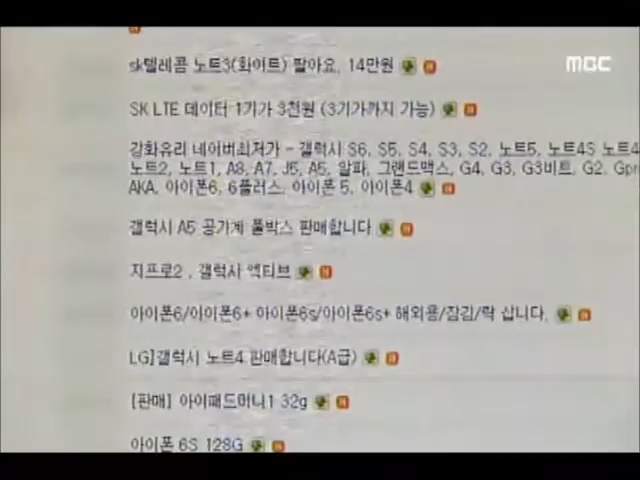 MBC
sk텔레콤 노트3(화이트) 팔아요, 14만원
SK LTE 데이터 1기가 3천원 (3기가까지 가능)
강화유리 네이버최저가 - 갤럭시 S6, S5, S4, S3, S2, 노트5, 노트4S 노트4
노트2, 노트1, A8, A7, J5, A5, 알파, 그랜드맥스, G4, G3, G3비트, G2, Gpr
AKA, 아이폰6, 6플러스, 아이폰 5, 아이폰4
갤럭시 A5 공기계 풀박스 판매합니다
지프로2 , 갤럭시 엑티브
아이폰6/이이폰6+ 아이폰6s/아이폰6s+ 해외용/잠김/락 삽니다,
LG]갤럭시 노트4 판매합니다(A급)
[판매] 아이패드머니1 32g
아이폰 6S 128G